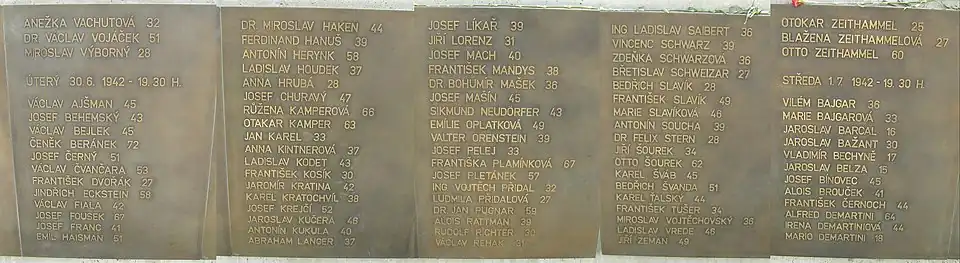 ANEŽKA VACHUTOVÁ 32
DR VÁCLAV VOJÁČEK 51
MIROSLAV VÝBORNÝ 28
ÚTERÝ 30.6. 1942 - 19.30 H.
VÁCLAV AJŠMAN 45
JOSEF BEHEMSKÝ 43
VÁCLAV BEJLEK 45
ČENĚK BERÁNEK 72
JOSEF ČERNÝ 51
VÁCLAV ČVANČARA 53
FRANTIŠEK DVOŘÁK 27
JINDŘICH ECKSTEIN 58
VÁCLAV FIALA 42
JOSEF FOUŠEK 67
JOSEF FRANC 41
EMIL HAISMAN 51
DR. MIROSLAV HAKEN 44
FERDINAND HANUŠ 39
ANTONÍN HERYNK 58
LADISLAV HOUDEK 37
ANNA HRUBÁ 28
JOSEF CHURAVÝ 47
RŮŽENA KAMPEROVÁ 66
OTAKAR KAMPER 63
JAN KAREL 33
ANNA KINTNEROVÁ 37
LADISLAV KODET 43
FRANTIŠEK KOSÍK 30
JAROMÍR KRATINA 42
KAREL KRATOCHVÍL 38
JOSEF KREJČÍ 52
JAROSLAV KUČERA 46
ANTONÍN KUKULA 40
ABRAHAM LANGER 37
JOSEF LÍKAŘ 39
JIŘÍ LORENZ 31
JOSEF MACH 40
FRANTIŠEK MANDYS 38
DR BOHUMÍR MAŠEK 36
JOSEF MAŠÍN 45
SIKMUND NEUDÖRFER 43
EMÍLIE OPLATKOVÁ 49
VALTER ORENSTEIN 39
JOSEF PELEJ 33
FRANTIŠKA PLAMÍNKOVÁ 67
JOSEF PLETÁNEK 57
ING VOJTĚCH PŘIDAL 32
LUDMILA PŘIDALOVÁ 27
DR JAN PUGNAR 59
ALOIS RATTMAN 39
RUDOLF RICHTER 30
VÁCLAV ŘEHÁK 31
ING LADISLAV SAIBERT 36
VINCENC SCHWARZ 39
ZDEŇKA SCHWARZOVÁ 36
BŘETISLAV SCHWEIZAR 27
BEDŘICH SLAVÍK 28
FRANTIŠEK SLAVÍK 49
MARIE SLAVÍKOVÁ 46
ANTONÍN SOUCHA 39
DR FELIX STERN 28
JIŘÍ ŠOUREK 34
OTTO ŠOUREK 62
KAREL ŠVÁB 45
BEDŘICH ŠVANDA 51
KAREL TALSKÝ 44
FRANTIŠEK TUŠER 34
MIROSLAV VOJTĚCHOVSKÝ 36
LADISLAV VREDE 46
JIŘÍ ZEMAN 49
OTOKAR ZEITHAMMEL 25
BLAŽENA ZEITHAMMELOVÁ 27
OTTO ZEITHAMMEL 60
STŘEDA 1.7. 1942 - 19.30 H.
VILÉM BAJGAR 36
MARIE BAJGAROVÁ 33
JAROSLAV BARCAL 16
JAROSLAV BAŽANT 30
VLADIMÍR BECHYNĚ 17
JAROSLAV BELZA 15
JOSEF BÍNOVEC 45
ALOIS BROUČEK 41
FRANTIŠEK ČERNOCH 44
ALFRED DEMARTINI 64
IRENA DEMARTINIOVÁ 44
MARIO DEMARTINI 18